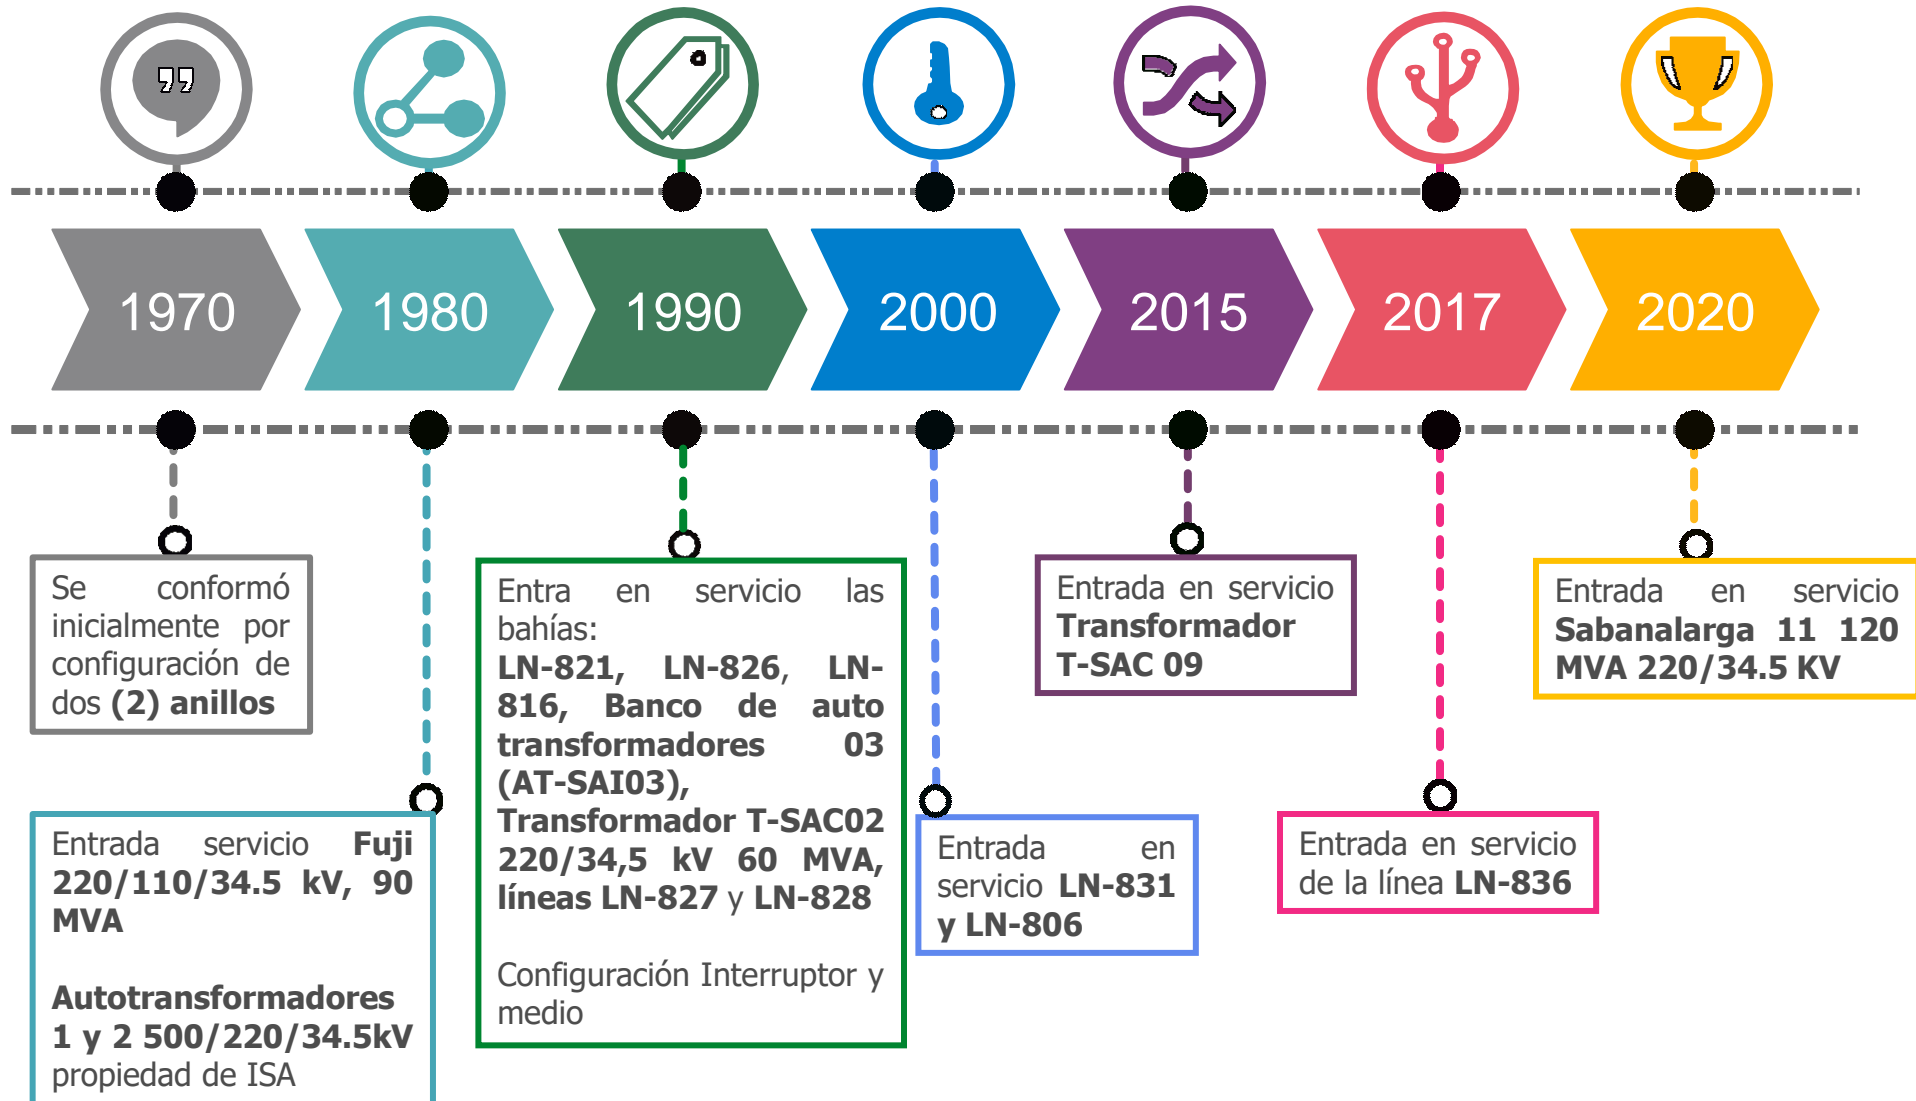 1970
1980
1990
2000
2015
2017
2020
Se conformó
inicialmente por
configuración de
dos (2) anillos
Entrada servicio Fuji
220/110/34.5 kV, 90
MVA
Autotransformadores
1 y 2 500/220/34.5kV
propiedad de ISA
Entra en servicio las
bahías:
LN-821, LN-826, LN-
816, Banco de auto
transformadores 03
(AT-SAI03),
Transformador T-SAC02
220/34,5 kV 60 MVA,
líneas LN-827 y LN-828
Configuración Interruptor y
medio
Entrada en
servicio LN-831
y LN-806
Entrada en servicio
Transformador
T-SAC 09
Entrada en servicio
de la línea LN-836
Entrada en servicio
Sabanalarga 11 120
MVA 220/34.5 KV